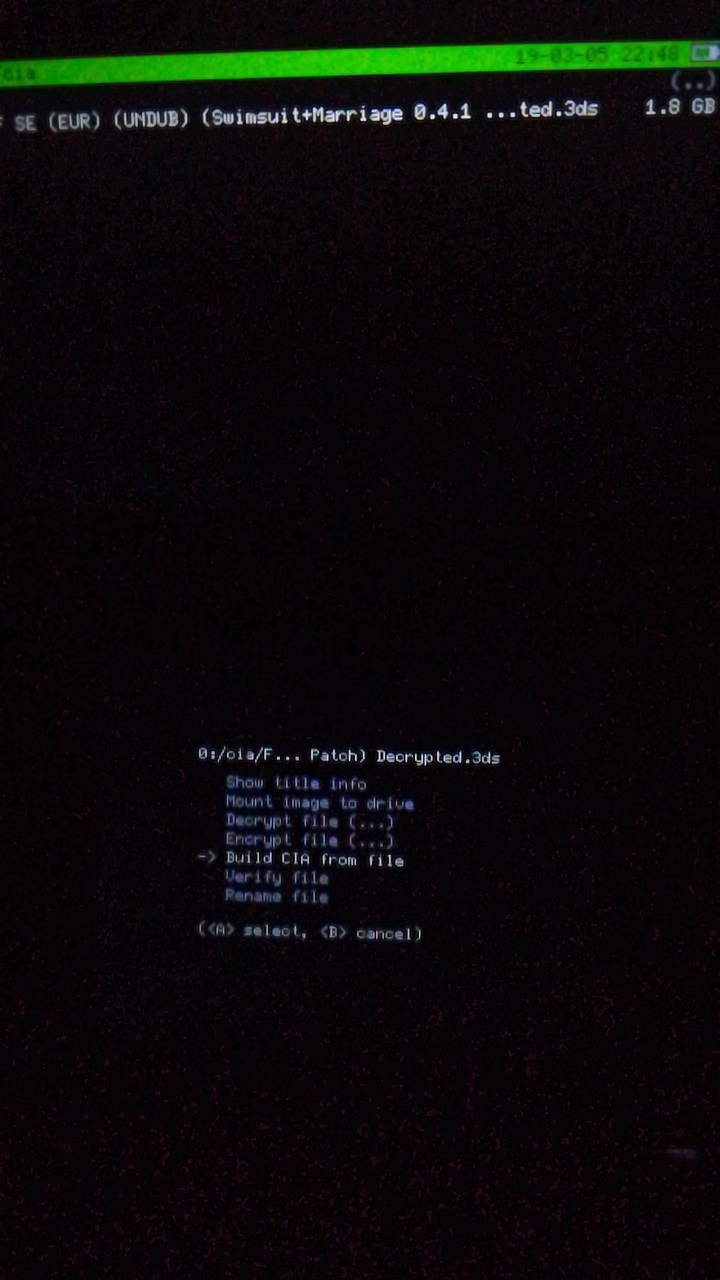 cia 19-03-05 22:48
(..)
SE (EUR) (UNDUB) (Swimsuit+Marriage 0.4.1 ...ted.3ds 1.8 GB
0:/cia/F... Patch) Decrypted.3ds
Show title info
Mount image to drive
Decrypt file (...)
Encrypt file (...)
-> Build CIA from file
Verify file
Rename file
(<A> select, <B> cancel)